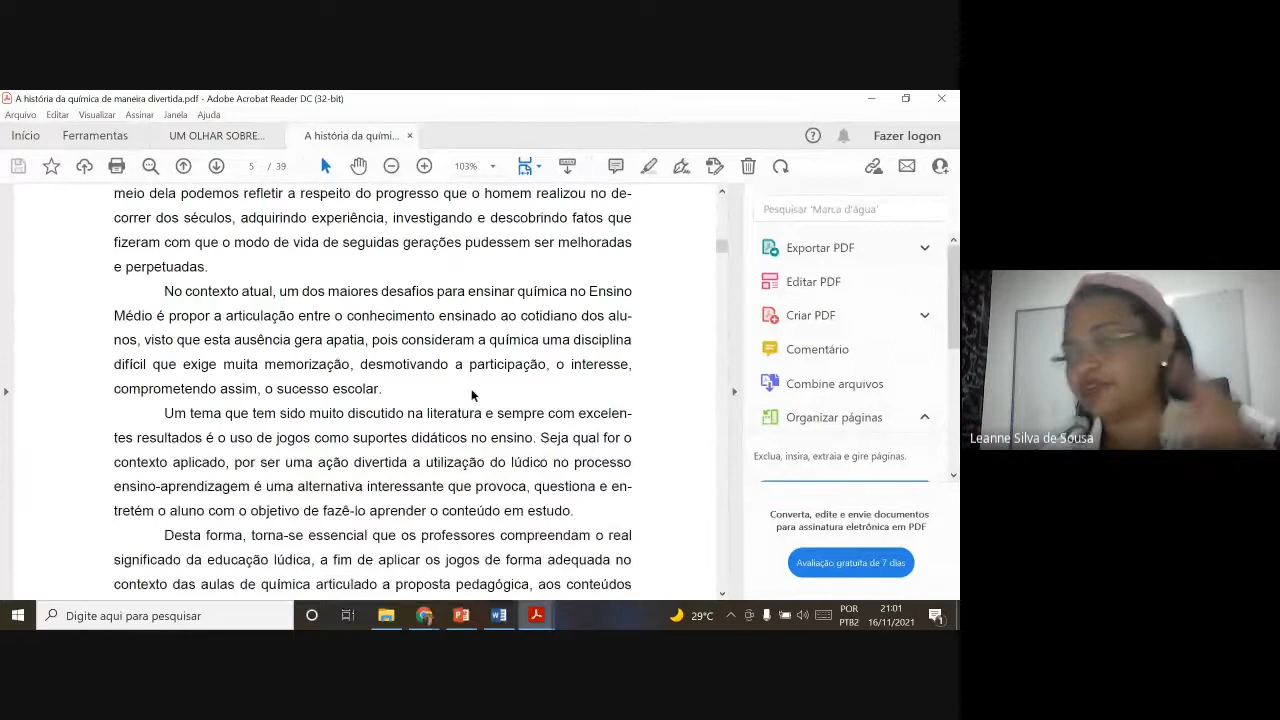 A história da química de maneira divertida.pdf - Adobe Acrobat Reader DC (32-bit)
Arquivo Editar Visualizar Assinar Janela Ajuda
Início Ferramentas UM OLHAR SOBRE... A história da quími... × Fazer logon
5 / 39 103%
meio dela podemos refletir a respeito do progresso que o homem realizou no de-
correr dos séculos, adquirindo experiência, investigando e descobrindo fatos que
fizeram com que o modo de vida de seguidas gerações pudessem ser melhoradas
e perpetuadas.
No contexto atual, um dos maiores desafios para ensinar química no Ensino
Médio é propor a articulação entre o conhecimento ensinado ao cotidiano dos alu-
nos, visto que esta ausência gera apatia, pois consideram a química uma disciplina
difícil que exige muita memorização, desmotivando a participação, o interesse,
comprometendo assim, o sucesso escolar.
Um tema que tem sido muito discutido na literatura e sempre com excelen-
tes resultados é o uso de jogos como suportes didáticos no ensino. Seja qual for o
contexto aplicado, por ser uma ação divertida a utilização do lúdico no processo
ensino-aprendizagem é uma alternativa interessante que provoca, questiona e en-
tretém o aluno com o objetivo de fazê-lo aprender o conteúdo em estudo.
Desta forma, torna-se essencial que os professores compreendam o real
significado da educação lúdica, a fim de aplicar os jogos de forma adequada no
contexto das aulas de química articulado a proposta pedagógica, aos conteúdos
Pesquisar 'Marca d'água'
Exportar PDF
Editar PDF
Criar PDF
Comentário
Combine arquivos
Organizar páginas
Exclua, insira, extraia e gire páginas.
Converta, edite e envie documentos
para assinatura eletrônica em PDF
Avaliação gratuita de 7 dias
Leanne Silva de Sousa
Digite aqui para pesquisar
29°C
POR
PTB2
21:01
16/11/2021
1